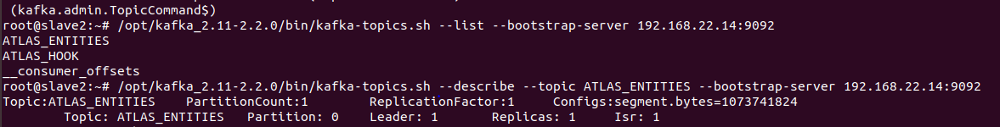 (kafka.admin.TopicCommand$)
root@slave2:~# /opt/kafka_2.11-2.2.0/bin/kafka-topics.sh --list --bootstrap-server 192.168.22.14:9092
ATLAS_ENTITIES
ATLAS_HOOK
__consumer_offsets
root@slave2:~# /opt/kafka_2.11-2.2.0/bin/kafka-topics.sh --describe --topic ATLAS_ENTITIES --bootstrap-server 192.168.22.14:9092
Topic:ATLAS_ENTITIES PartitionCount:1 ReplicationFactor:1 Configs:segment.bytes=1073741824
Topic: ATLAS_ENTITIES Partition: 0 Leader: 1 Replicas: 1 Isr: 1